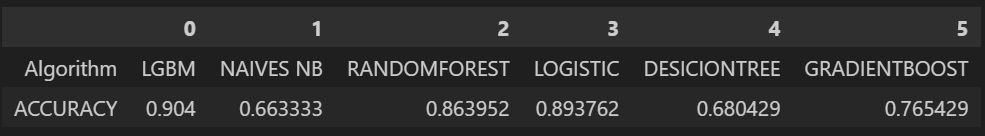 0 1 2 3 4 5
Algorithm LGBM NAIVES NB RANDOMFOREST LOGISTIC DESICIONTREE GRADIENTBOOST
ACCURACY 0.904 0.663333 0.863952 0.893762 0.680429 0.765429